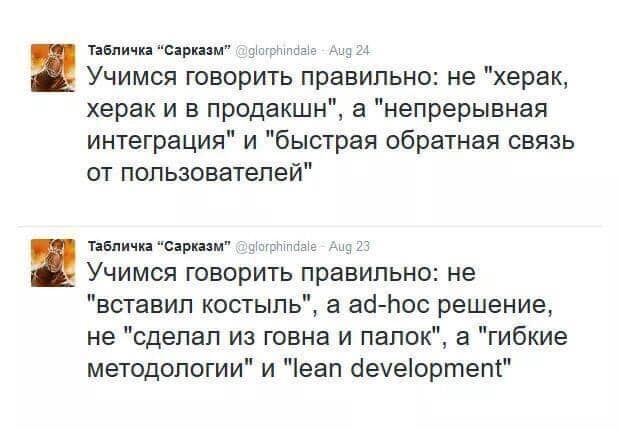 Табличка "Сарказм" @glorphindale · Aug 24
Учимся говорить правильно: не "херак,
херак и в продакшн", а "непрерывная
интеграция" и "быстрая обратная связь
от пользователей"
Табличка "Сарказм" @glorphindale · Aug 23
Учимся говорить правильно: не
"вставил костыль", а ad-hoc решение,
не "сделал из говна и палок", а "гибкие
методологии" и "lean development"